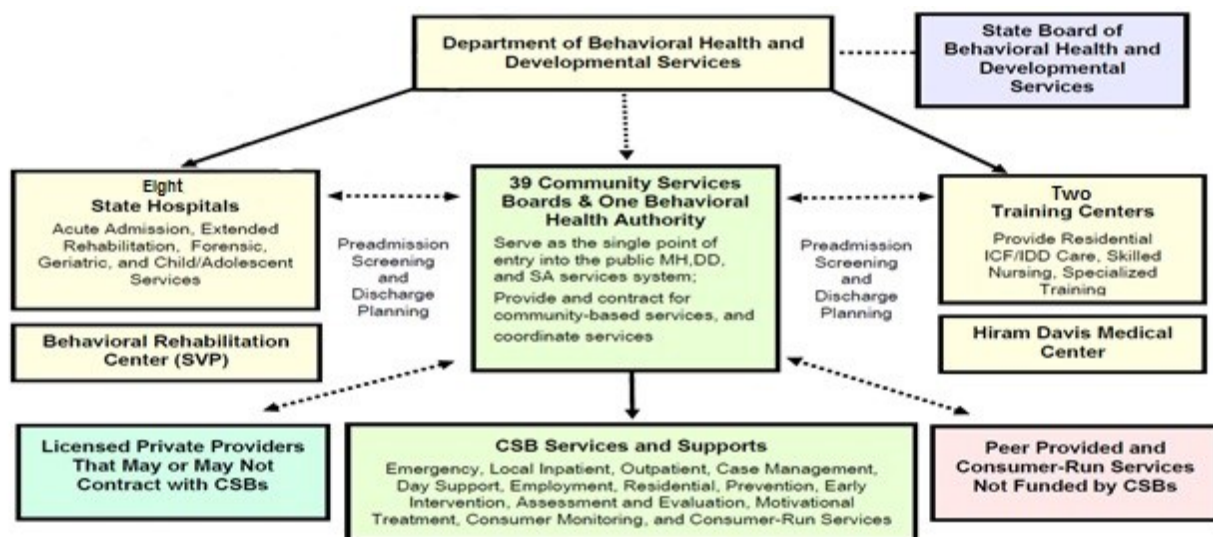 Department of Behavioral Health and
Developmental Services
State Board of
Behavioral Health and
Developmental
Services
Eight
State Hospitals
Acute Admission, Extended
Rehabilitation, Forensic,
Geriatric, and Child/Adolescent
Services
Behavioral Rehabilitation
Center (SVP)
Preadmission
Screening
and
Discharge
Planning
39 Community Services
Boards & One Behavioral
Health Authority
Serve as the single point of
entry into the public MH,DD,
and SA services system;
Provide and contract for
community-based services, and
coordinate services
Preadmission
Screening
and
Discharge
Planning
Two
Training Centers
Provide Residential
ICF/IDD Care, Skilled
Nursing, Specialized
Training
Hiram Davis Medical
Center
Licensed Private Providers
That May or May Not
Contract with CSBs
CSB Services and Supports
Emergency, Local Inpatient, Outpatient, Case Management,
Day Support, Employment, Residential, Prevention, Early
Intervention, Assessment and Evaluation, Motivational
Treatment, Consumer Monitoring, and Consumer-Run Services
Peer Provided and
Consumer-Run Services
Not Funded by CSBs